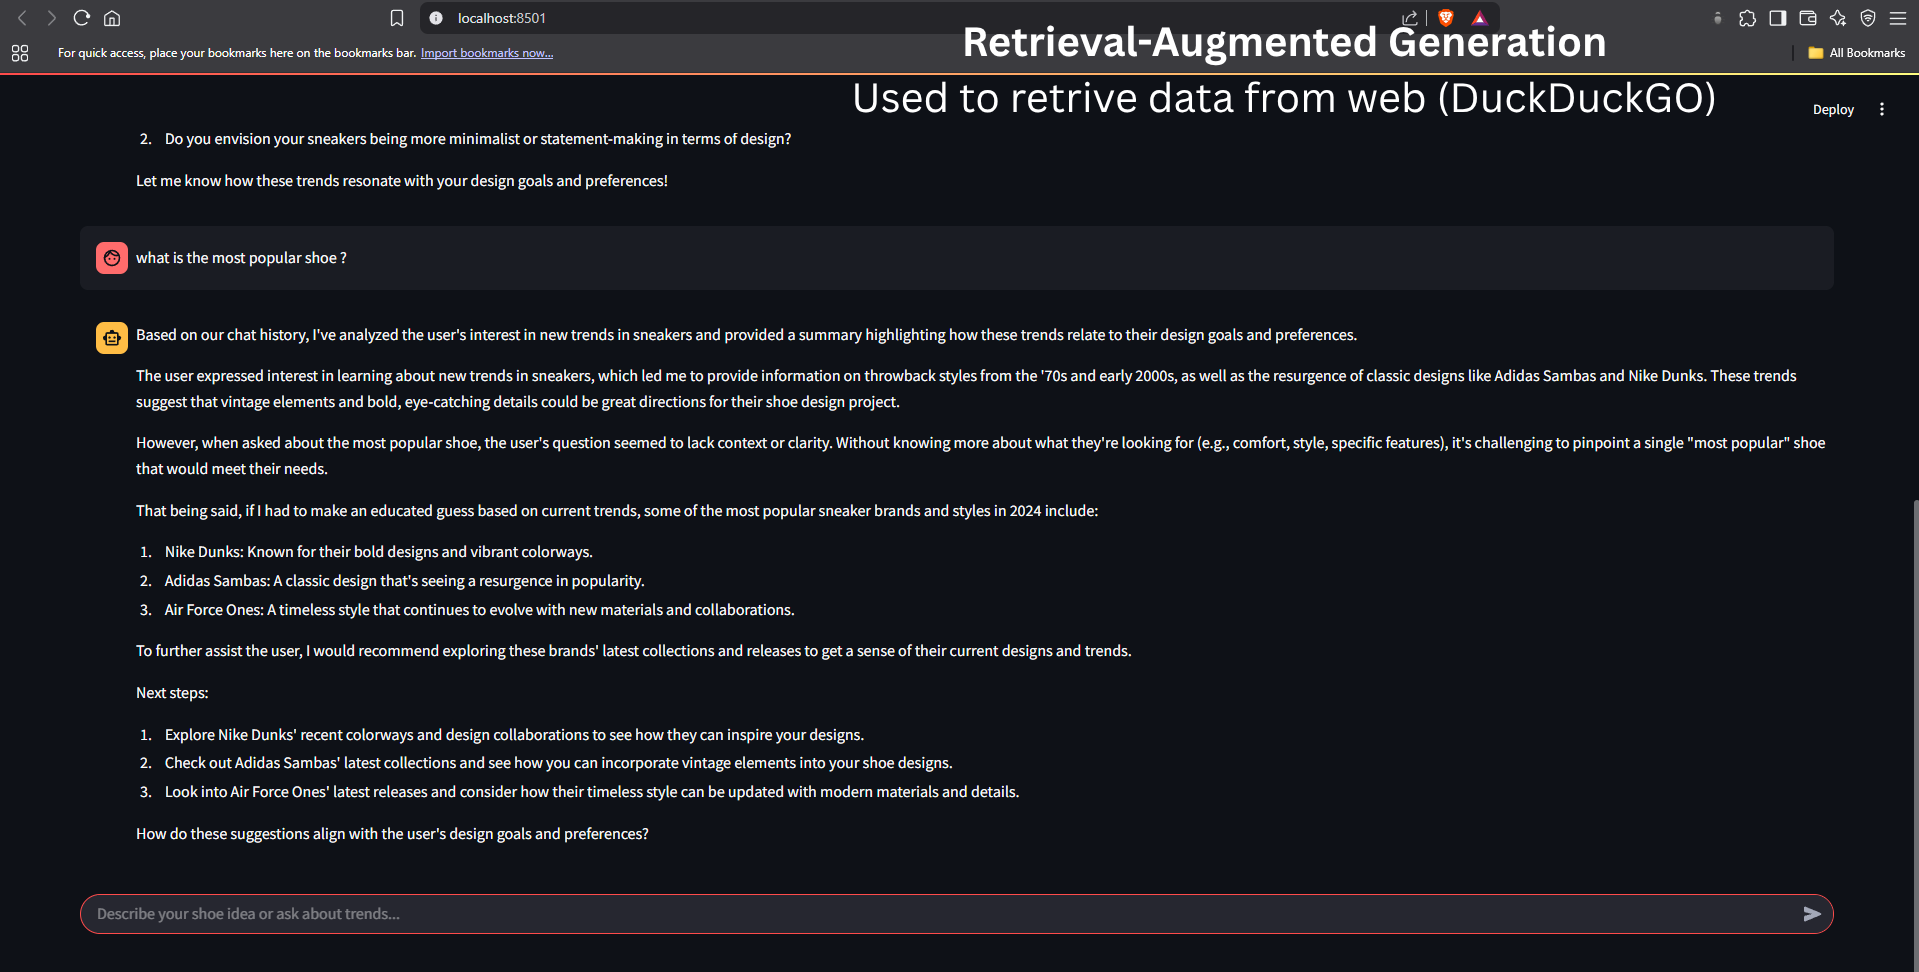 localhost:8501
Retrieval-Augmented Generation
For quick access, place your bookmarks here on the bookmarks bar. Import bookmarks now...
All Bookmarks
Used to retrive data from web (DuckDuckGO)
Deploy
2. Do you envision your sneakers being more minimalist or statement-making in terms of design?
Let me know how these trends resonate with your design goals and preferences!
what is the most popular shoe ?
Based on our chat history, I've analyzed the user's interest in new trends in sneakers and provided a summary highlighting how these trends relate to their design goals and preferences.
The user expressed interest in learning about new trends in sneakers, which led me to provide information on throwback styles from the '70s and early 2000s, as well as the resurgence of classic designs like Adidas Sambas and Nike Dunks. These trends
suggest that vintage elements and bold, eye-catching details could be great directions for their shoe design project.
However, when asked about the most popular shoe, the user's question seemed to lack context or clarity. Without knowing more about what they're looking for (e.g., comfort, style, specific features), it's challenging to pinpoint a single "most popular" shoe
that would meet their needs.
That being said, if I had to make an educated guess based on current trends, some of the most popular sneaker brands and styles in 2024 include:
1. Nike Dunks: Known for their bold designs and vibrant colorways.
2. Adidas Sambas: A classic design that's seeing a resurgence in popularity.
3. Air Force Ones: A timeless style that continues to evolve with new materials and collaborations.
To further assist the user, I would recommend exploring these brands' latest collections and releases to get a sense of their current designs and trends.
Next steps:
1. Explore Nike Dunks' recent colorways and design collaborations to see how they can inspire your designs.
2. Check out Adidas Sambas' latest collections and see how you can incorporate vintage elements into your shoe designs.
3. Look into Air Force Ones' latest releases and consider how their timeless style can be updated with modern materials and details.
How do these suggestions align with the user's design goals and preferences?
Describe your shoe idea or ask about trends...